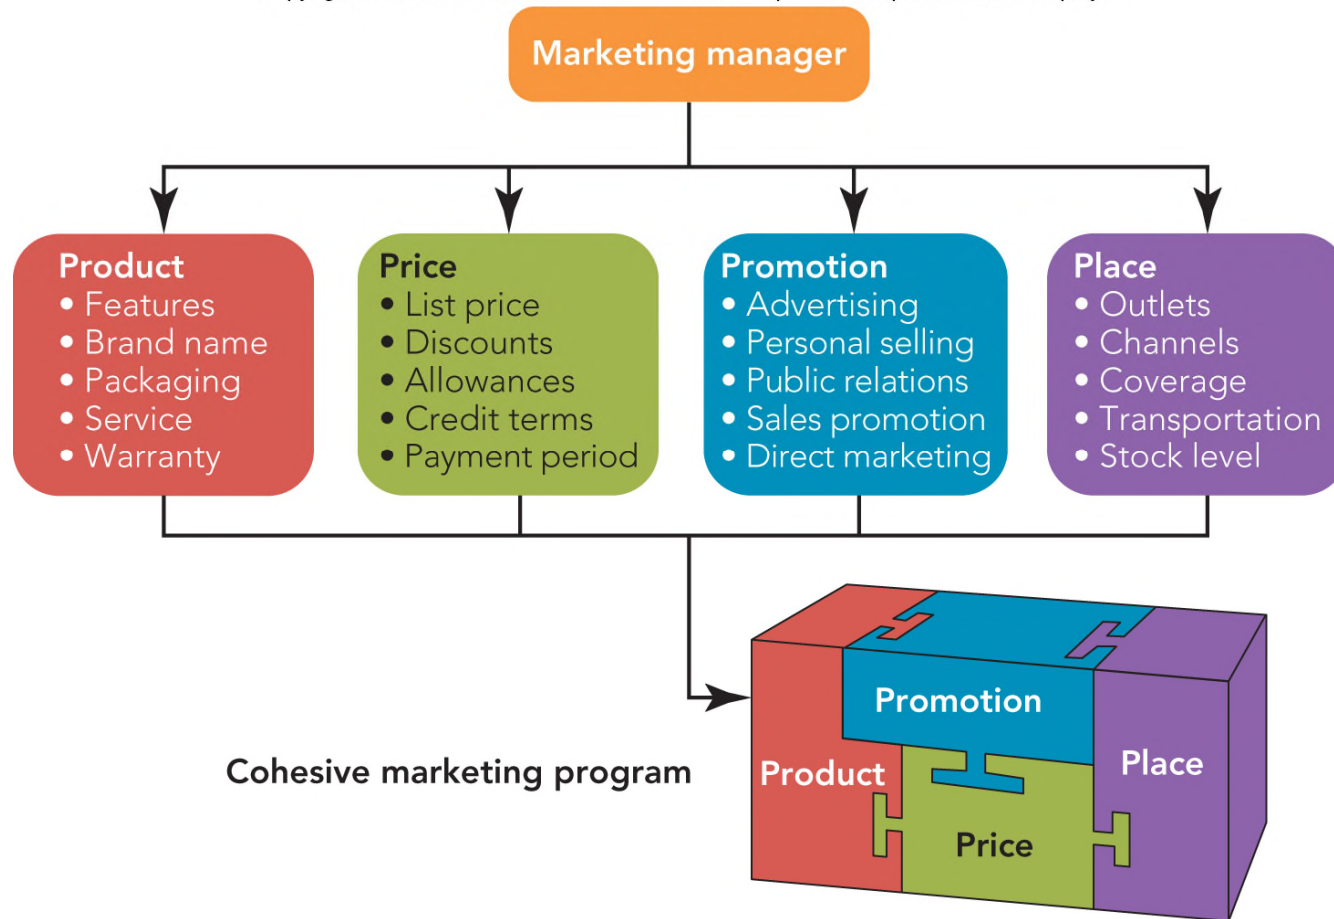 Marketing manager
Product
• Features
• Brand name
• Packaging
• Service
• Warranty
Price
• List price
• Discounts
• Allowances
• Credit terms
• Payment period
Promotion
• Advertising
• Personal selling
• Public relations
• Sales promotion
• Direct marketing
Place
• Outlets
• Channels
• Coverage
• Transportation
• Stock level
Cohesive marketing program
Promotion
Product
Place
Price